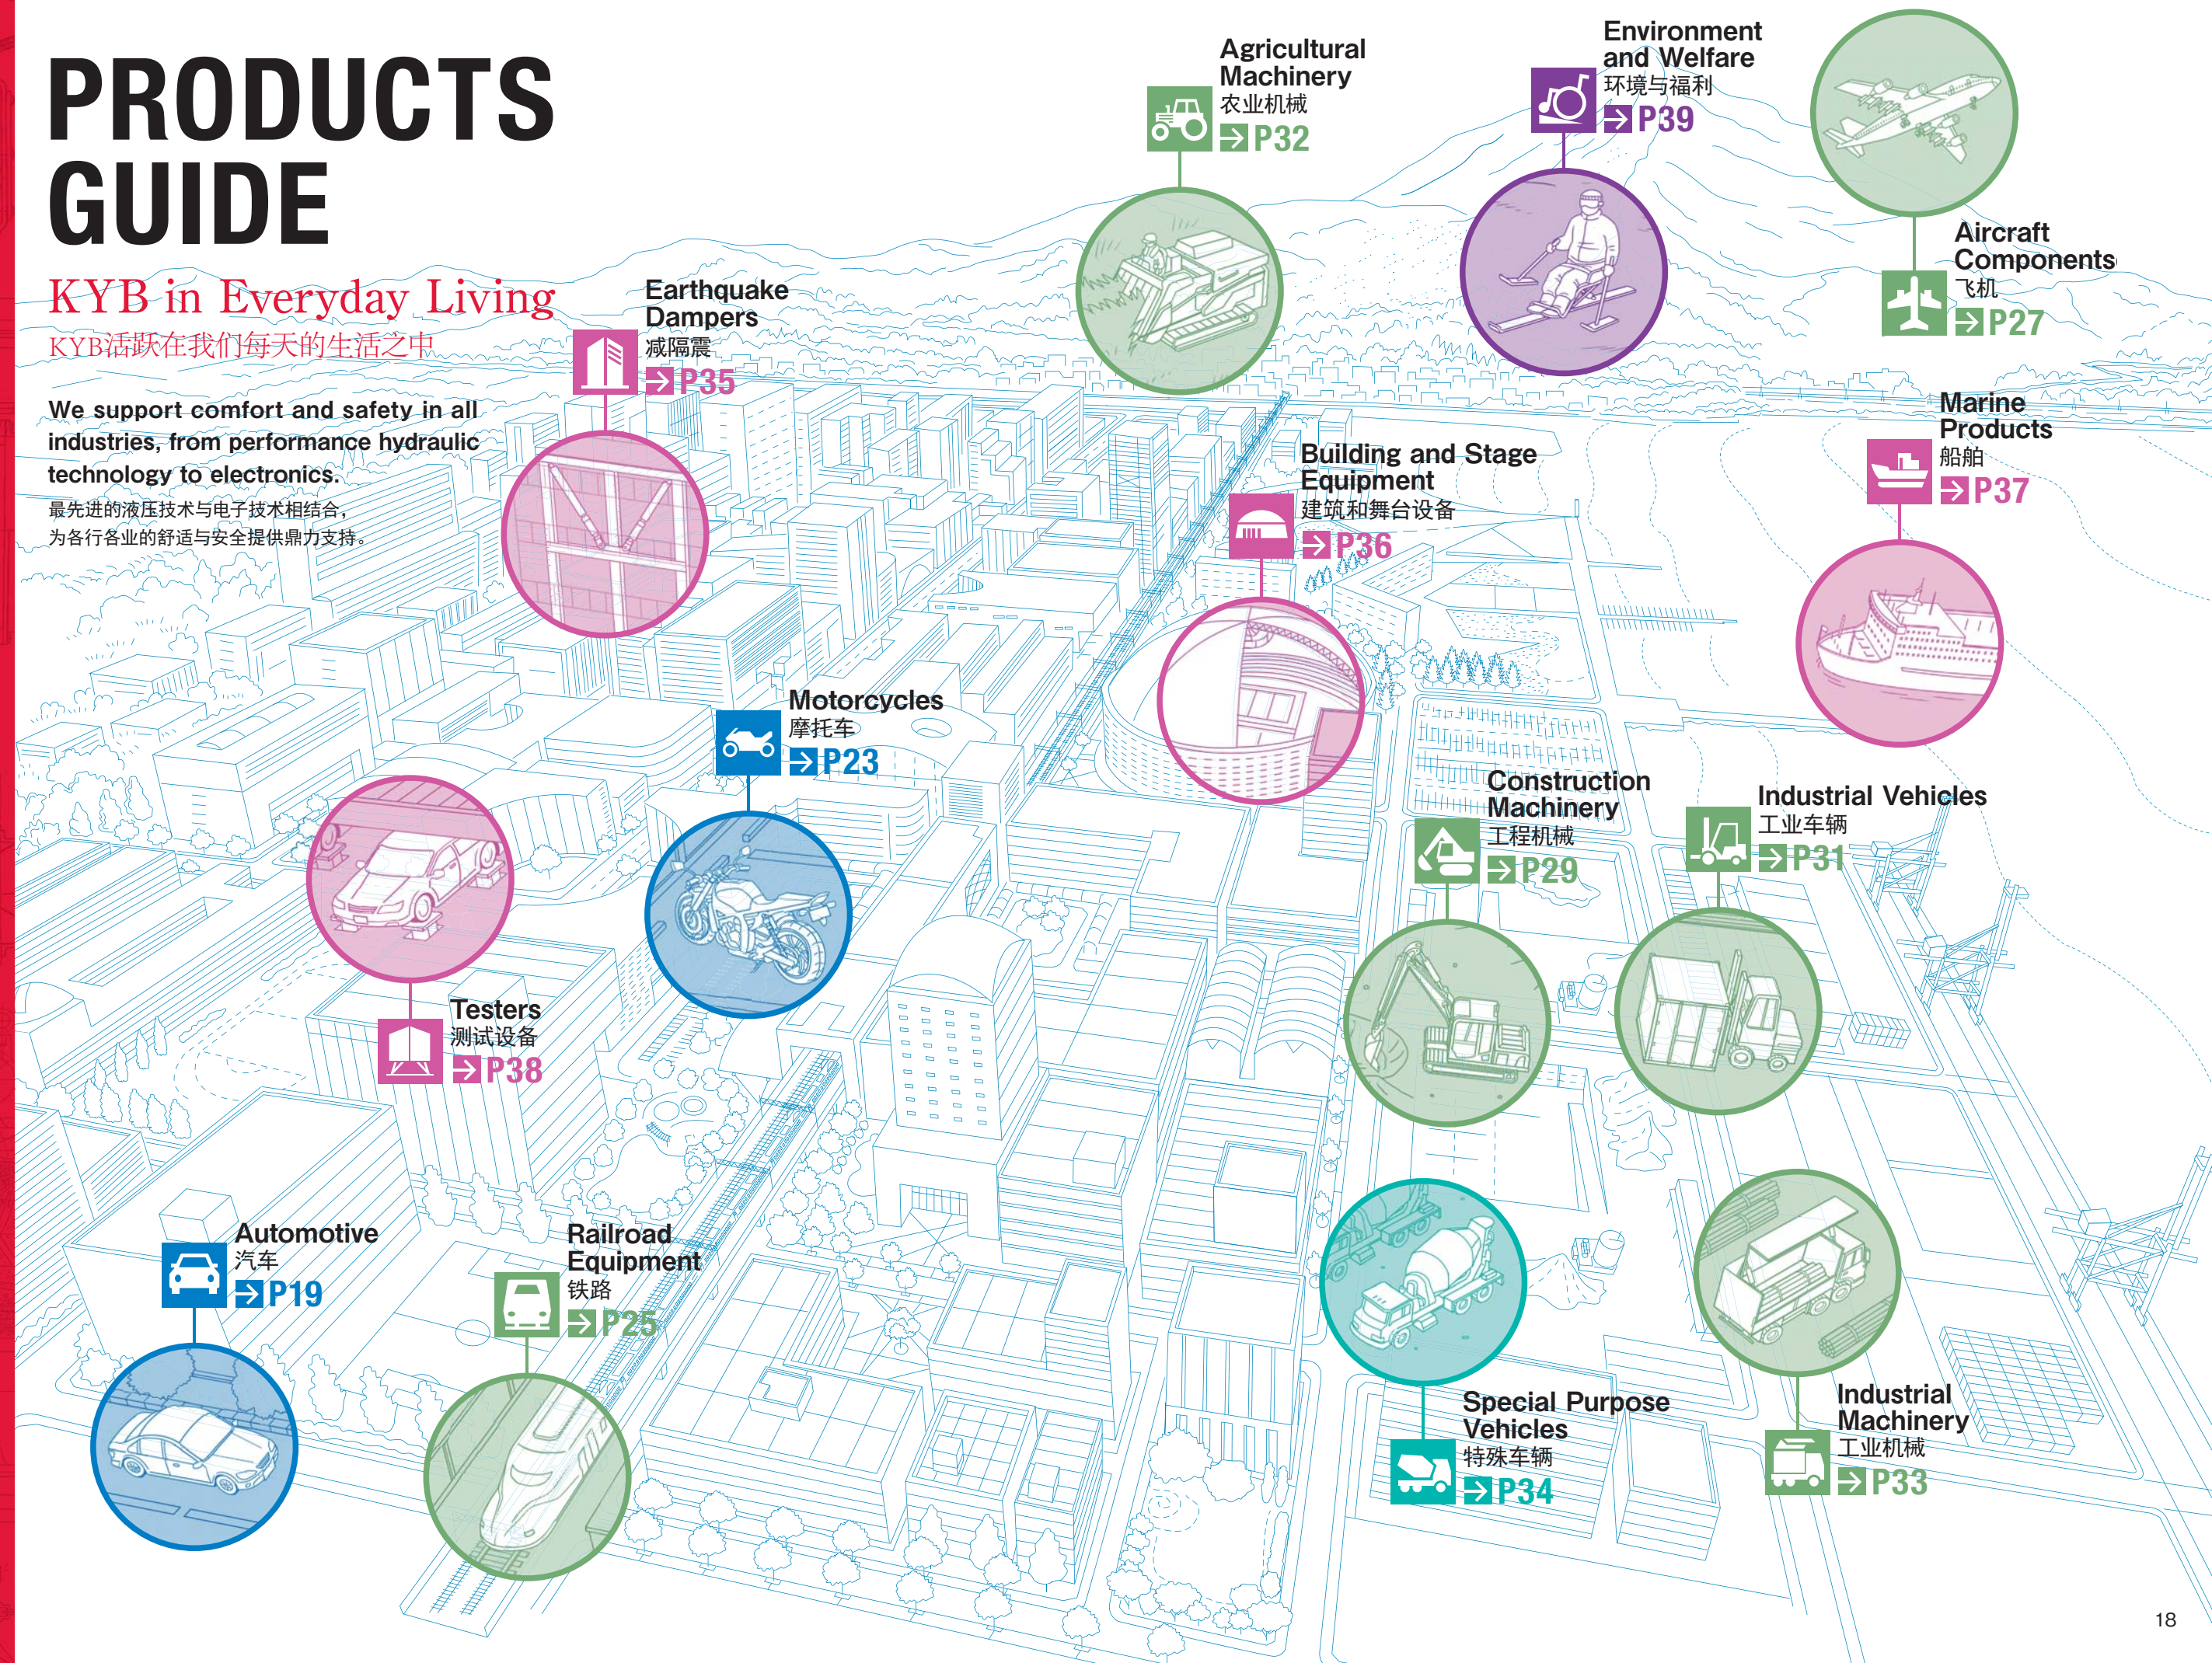 PRODUCTS
GUIDE
KYB in Everyday Living
KYB活跃在我们每天的生活之中
We support comfort and safety in all
industries, from performance hydraulic
technology to electronics.
最先进的液压技术与电子技术相结合，
为各行各业的舒适与安全提供鼎力支持。
Agricultural
Machinery
农业机械
P32
Environment
and Welfare
环境与福利
P39
Aircraft
Components
飞机
P27
Earthquake
Dampers
减隔震
P35
Building and Stage
Equipment
建筑和舞台设备
P36
Marine
Products
船舶
P37
Motorcycles
摩托车
P23
Construction
Machinery
工程机械
P29
Industrial Vehicles
工业车辆
P31
Testers
测试设备
P38
Automotive
汽车
P19
Railroad
Equipment
铁路
P25
Special Purpose
Vehicles
特殊车辆
P34
Industrial
Machinery
工业机械
P33
18